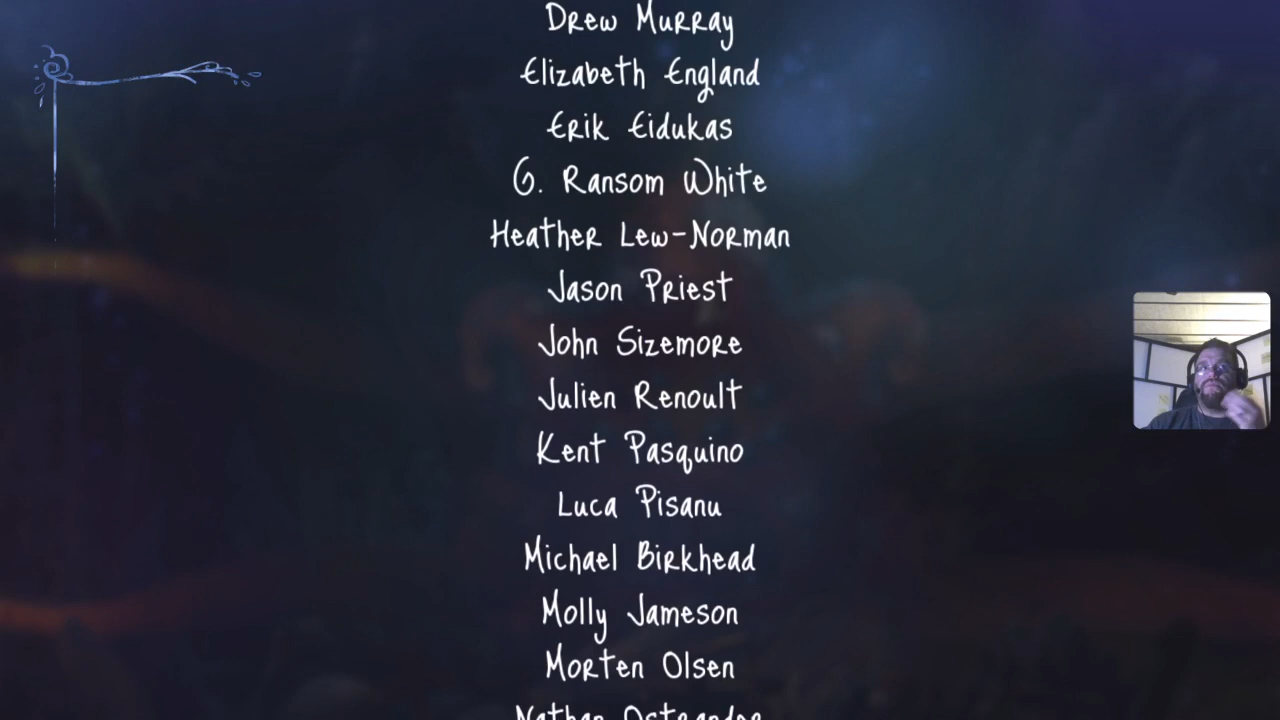 Drew Murray
Elizabeth England
Erik Eidukas
G. Ransom White
Heather Lew-Norman
Jason Priest
John Sizemore
Julien Renoult
Kent Pasquino
Luca Pisanu
Michael Birkhead
Molly Jameson
Morten Olsen
Nathan